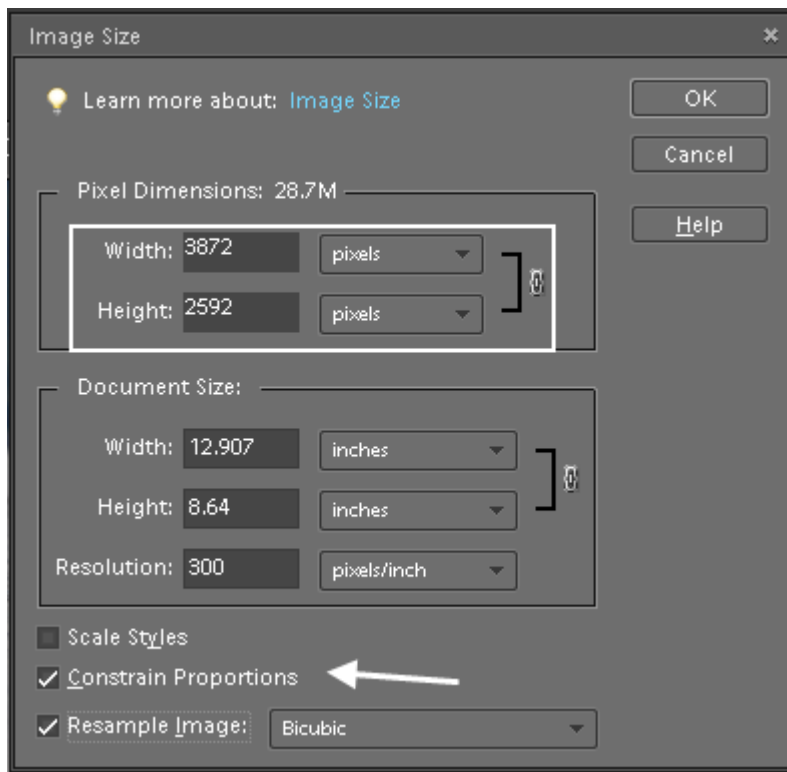 Image Size
Learn more about: Image Size
OK
Cancel
Help
Pixel Dimensions: 28.7M
Width: 3872 pixels
Height: 2592 pixels
Document Size:
Width: 12.907 inches
Height: 8.64 inches
Resolution: 300 pixels/inch
Scale Styles
Constrain Proportions
Resample Image: Bicubic